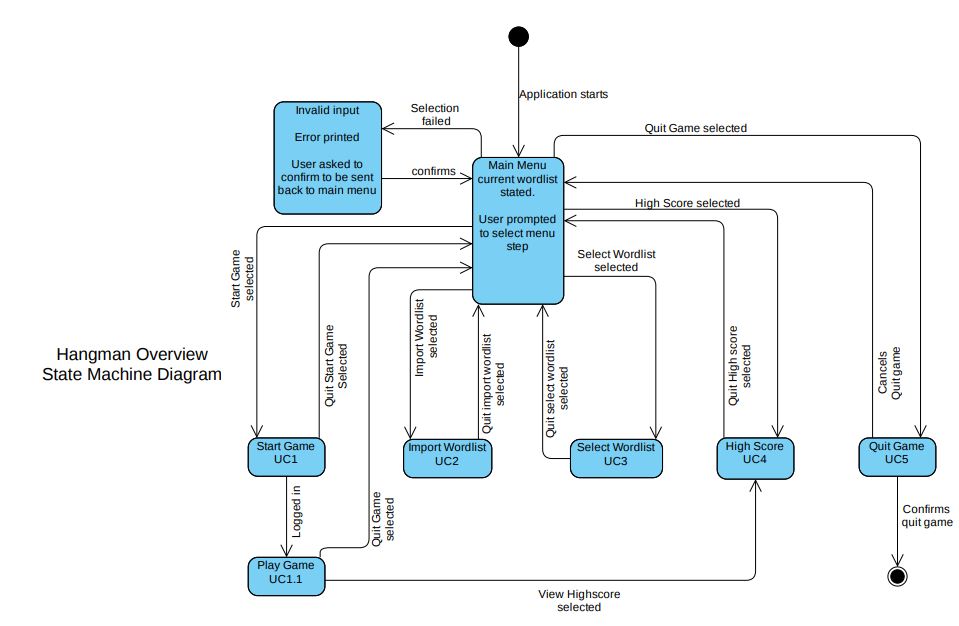 Application starts
Invalid input
Error printed
User asked to
confirm to be sent
back to main menu
Selection
failed
confirms
Main Menu
current wordlist
stated.
User prompted
to select menu
step
Quit Game selected
High Score selected
Select Wordlist
selected
Start Game
selected
Quit Start Game
Selected
Import Wordlist
selected
Quit import wordlist
selected
Quit select wordlist
selected
Quit High score
selected
Cancels
Quit game
Hangman Overview
State Machine Diagram
Start Game
UC1
Import Wordlist
UC2
Select Wordlist
UC3
High Score
UC4
Quit Game
UC5
Logged in
Quit Game
selected
Confirms
quit game
Play Game
UC1.1
View Highscore
selected